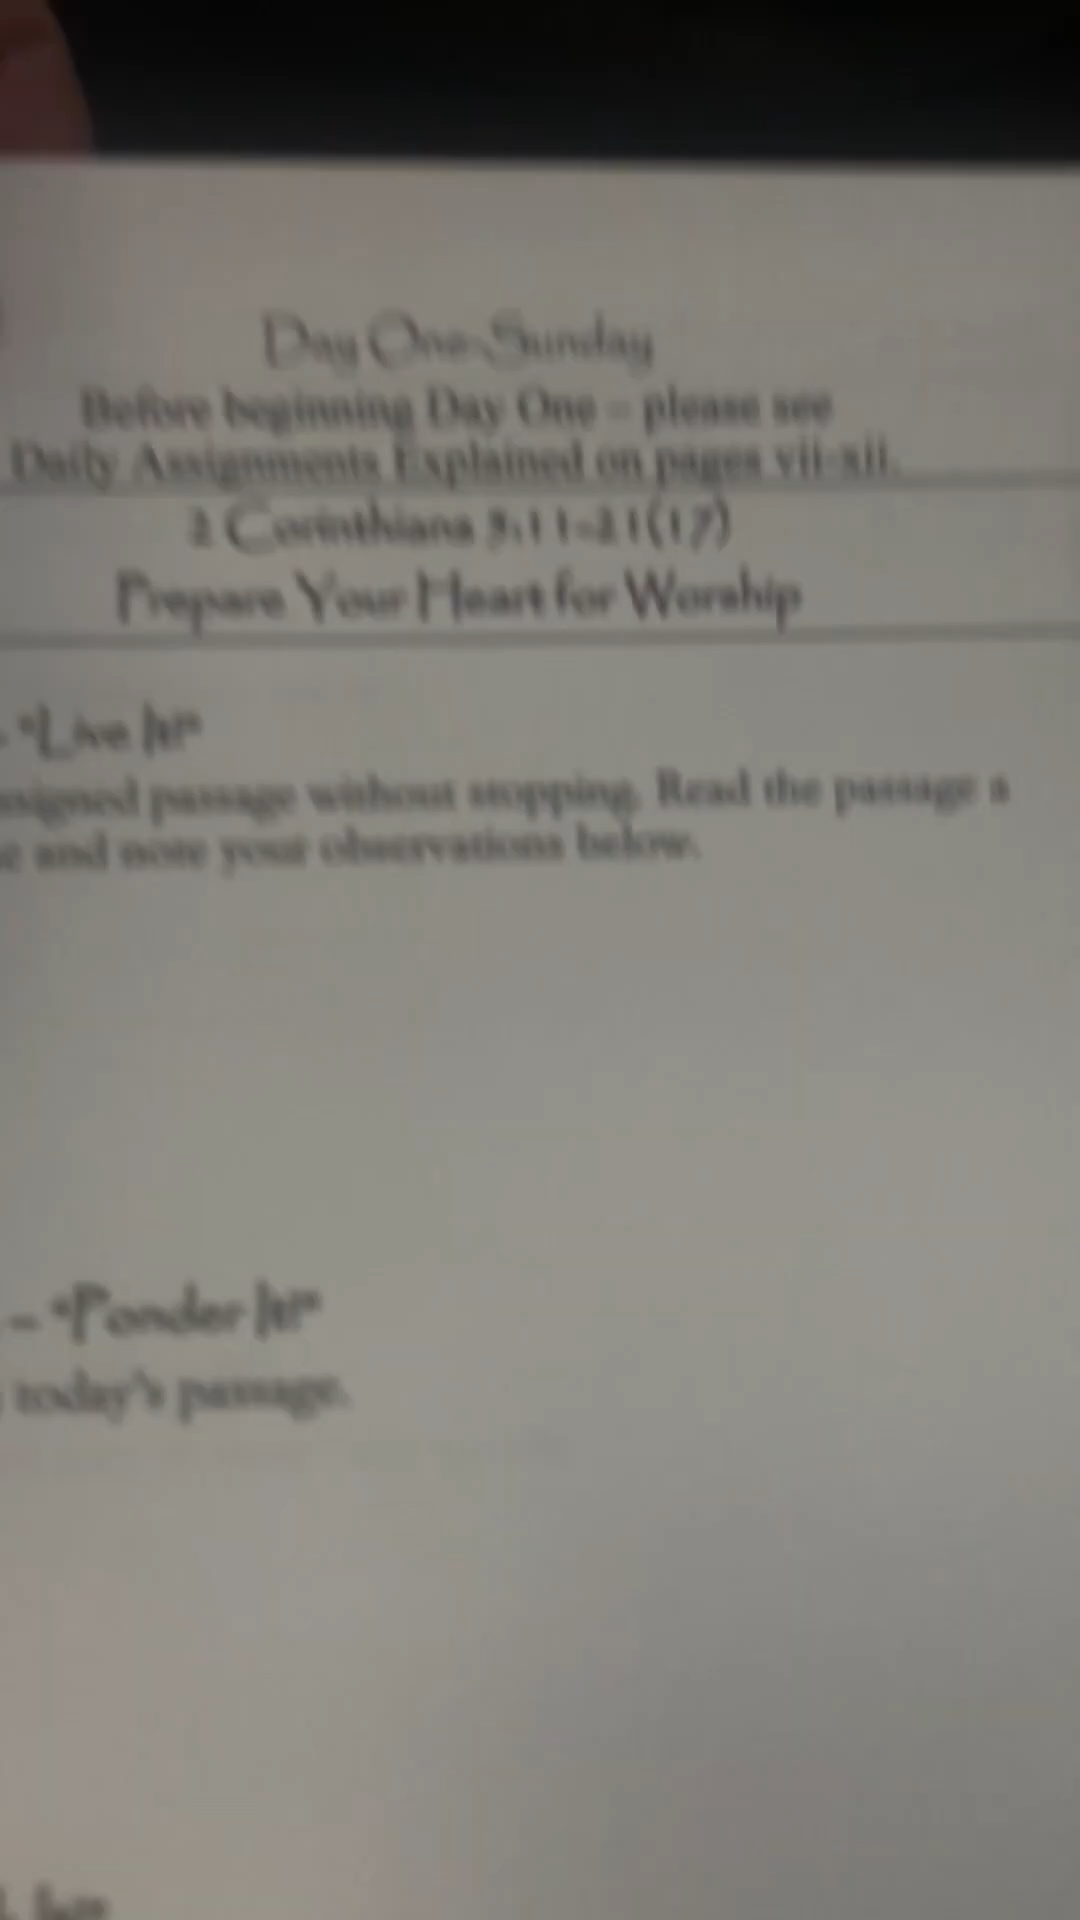 Day One-Sunday
Before beginning Day One – please see
Daily Assignments Explained on pages vii-xii.
2 Corinthians 5:11-21(17)
Prepare Your Heart for Worship
- "Live It!"
passage without stopping. Read the passage a
and note your observations below.
– "Ponder It!"
today's passage.